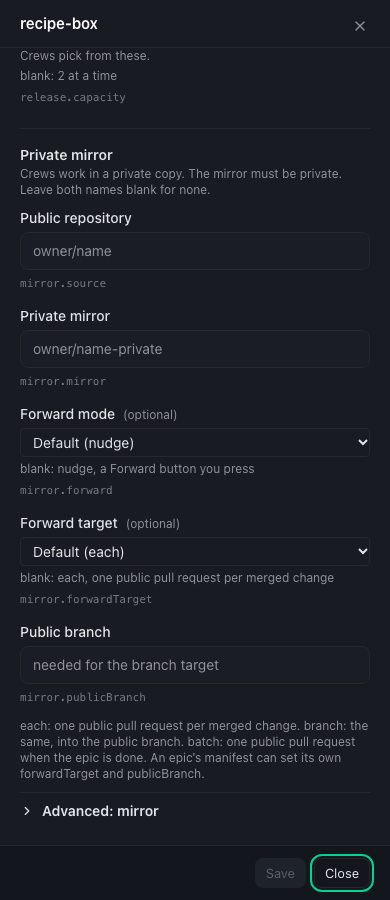 recipe-box
Crews pick from these.
blank: 2 at a time
release.capacity
Private mirror
Crews work in a private copy. The mirror must be private.
Leave both names blank for none.
Public repository
owner/name
mirror.source
Private mirror
owner/name-private
mirror.mirror
Forward mode (optional)
Default (nudge)
blank: nudge, a Forward button you press
mirror.forward
Forward target (optional)
Default (each)
blank: each, one public pull request per merged change
mirror.forwardTarget
Public branch
needed for the branch target
mirror.publicBranch
each: one public pull request per merged change. branch: the
same, into the public branch. batch: one public pull request
when the epic is done. An epic's manifest can set its own
forwardTarget and publicBranch.
Advanced: mirror
Save Close